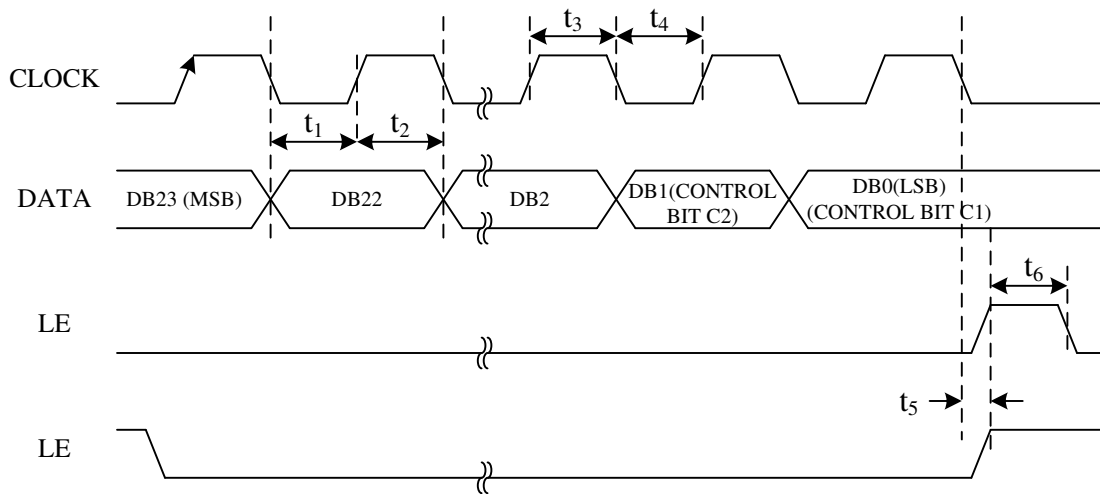 t3
t4
CLOCK
t1
t2
DATA
DB23 (MSB)
DB22
DB2
DB1(CONTROL
BIT C2)
DB0(LSB)
(CONTROL BIT C1)
t6
LE
t5
LE